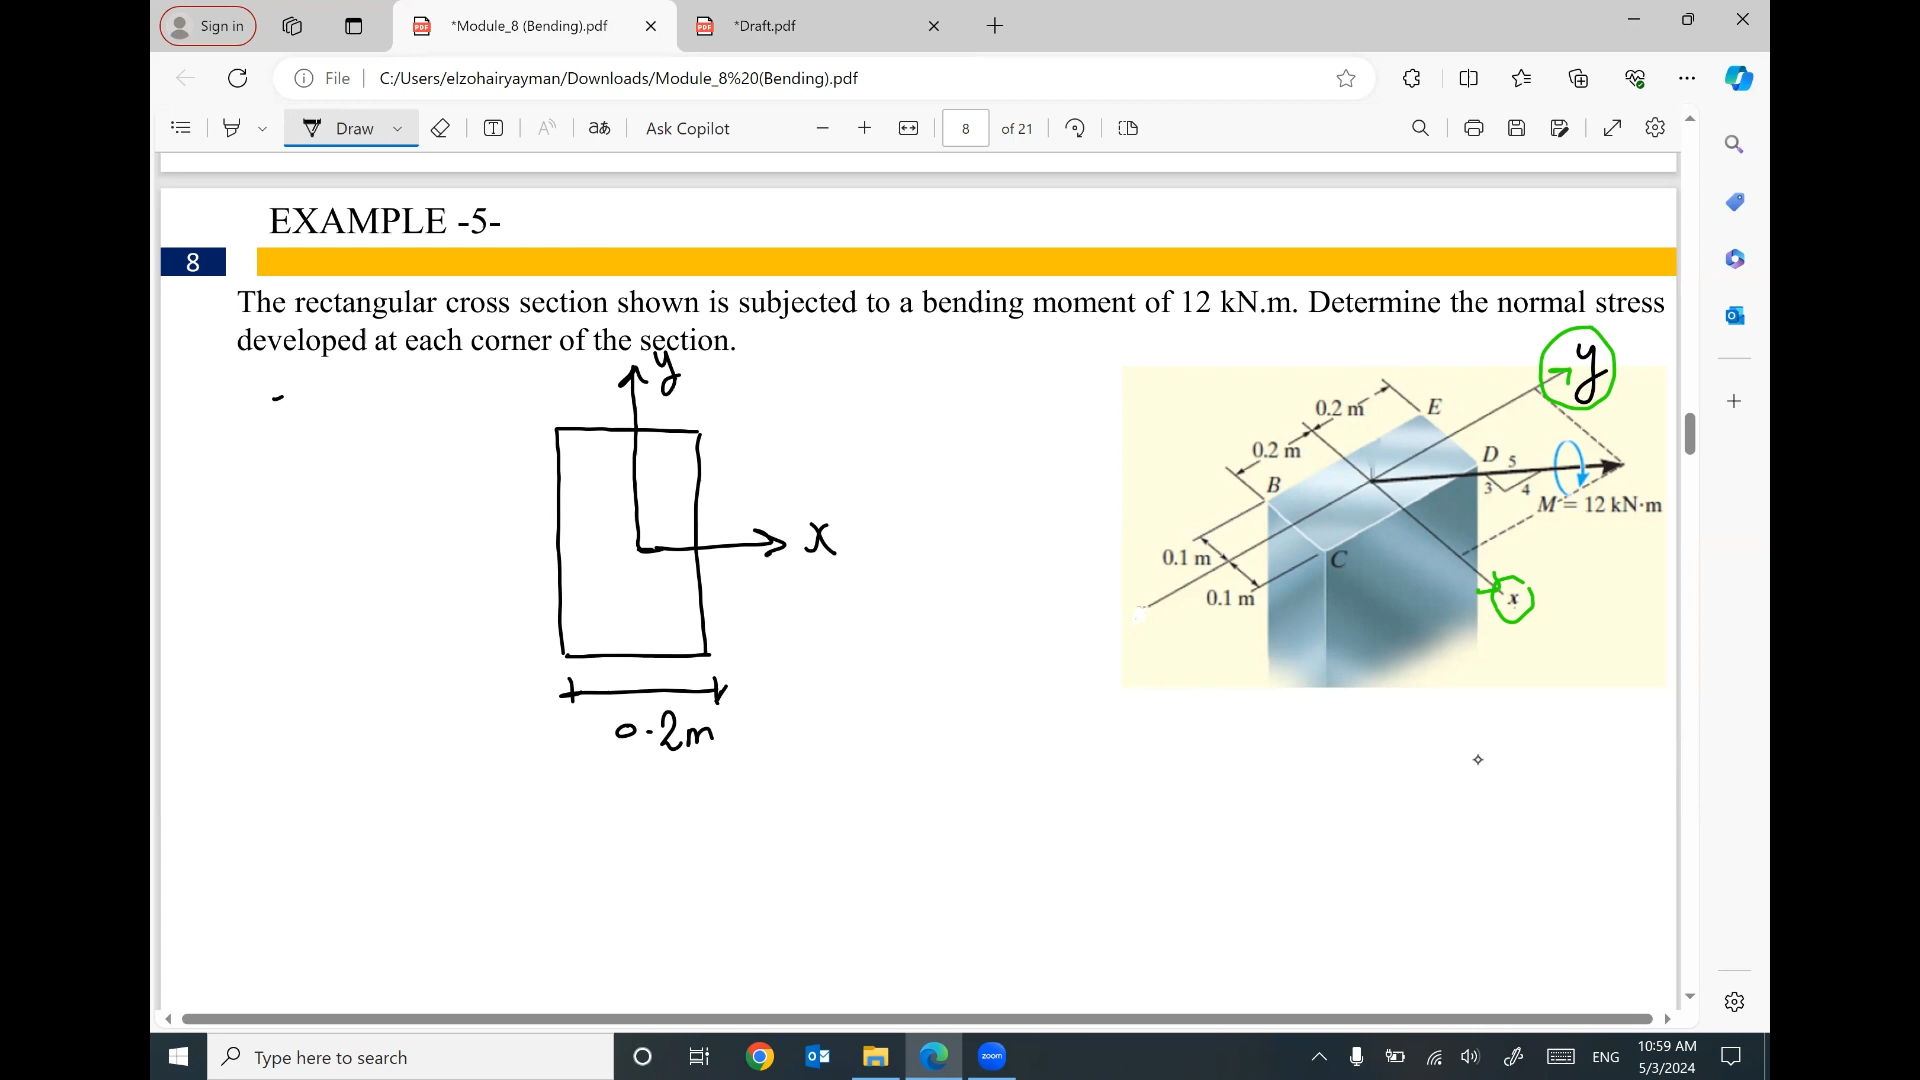 Sign in
*Module_8 (Bending).pdf
*Draft.pdf
File
C:/Users/elzohairyayman/Downloads/Module_8%20(Bending).pdf
Draw
Ask Copilot
8
of 21
EXAMPLE -5-
8
The rectangular cross section shown is subjected to a bending moment of 12 kN.m. Determine the normal stress
developed at each corner of the section.
y
x
0.2m
y
0.2 m
E
0.2 m
D
5
3
4
B
M = 12 kN·m
0.1 m
C
0.1 m
x
Type here to search
zoom
ENG
10:59 AM
5/3/2024